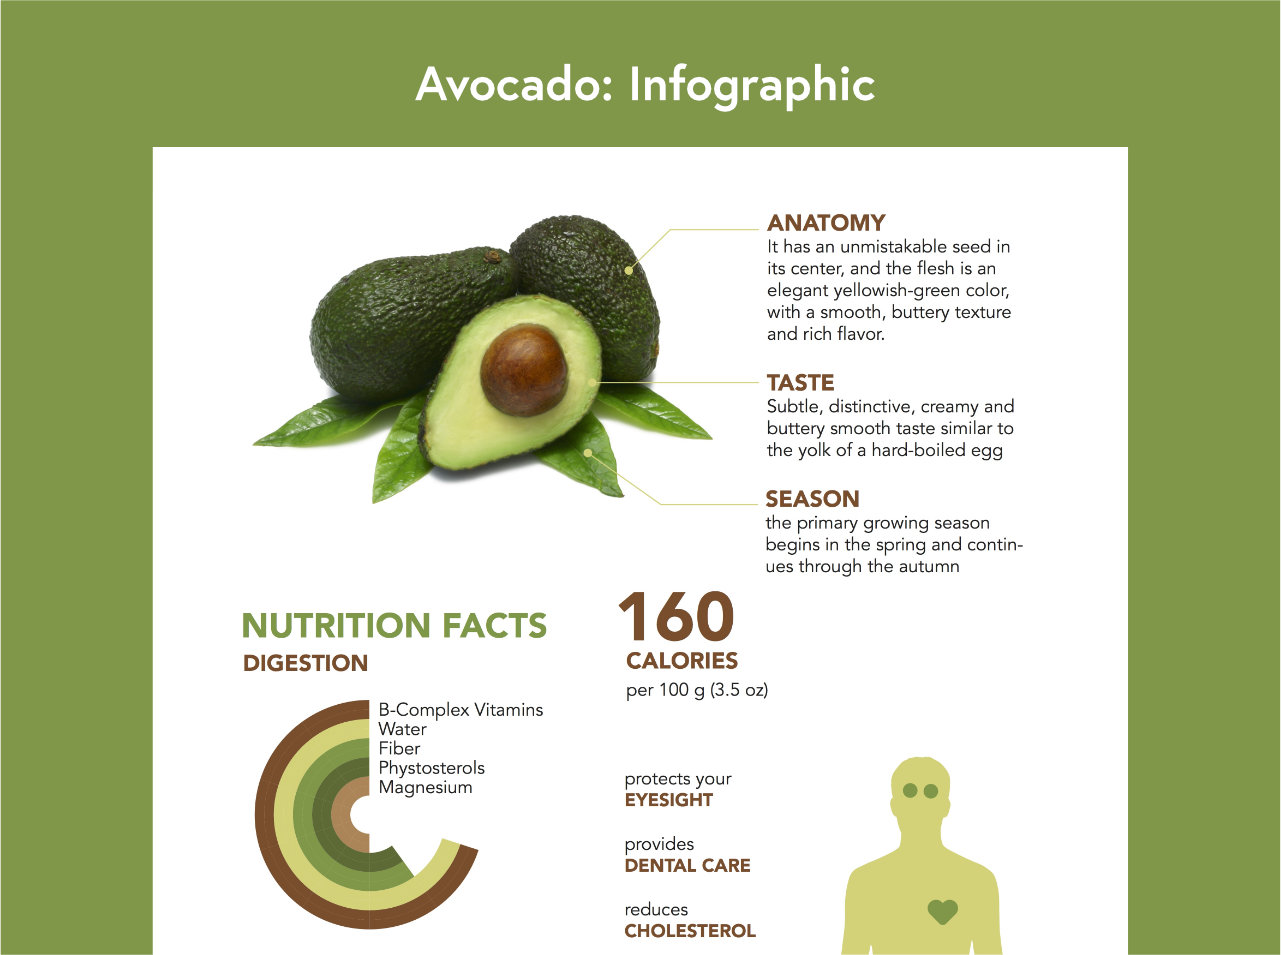 Avocado: Infographic
ANATOMY
It has an unmistakable seed in
its center, and the flesh is an
elegant yellowish-green color,
with a smooth, buttery texture
and rich flavor.
TASTE
Subtle, distinctive, creamy and
buttery smooth taste similar to
the yolk of a hard-boiled egg
SEASON
the primary growing season
begins in the spring and contin-
ues through the autumn
NUTRITION FACTS
DIGESTION
B-Complex Vitamins
Water
Fiber
Phystosterols
Magnesium
160
CALORIES
per 100 g (3.5 oz)
protects your
EYESIGHT
provides
DENTAL CARE
reduces
CHOLESTEROL